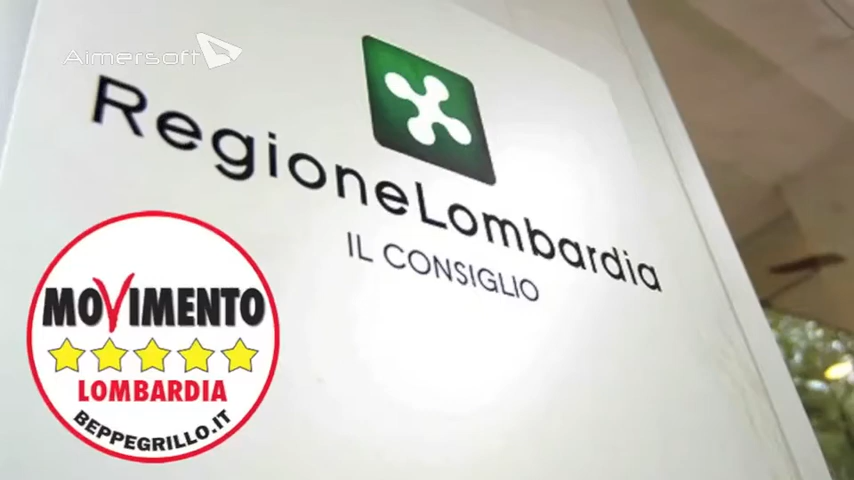 Aimersoft
RegioneLombardia
IL CONSIGLIO
MOVIMENTO
LOMBARDIA
BEPPEGRILLO.IT